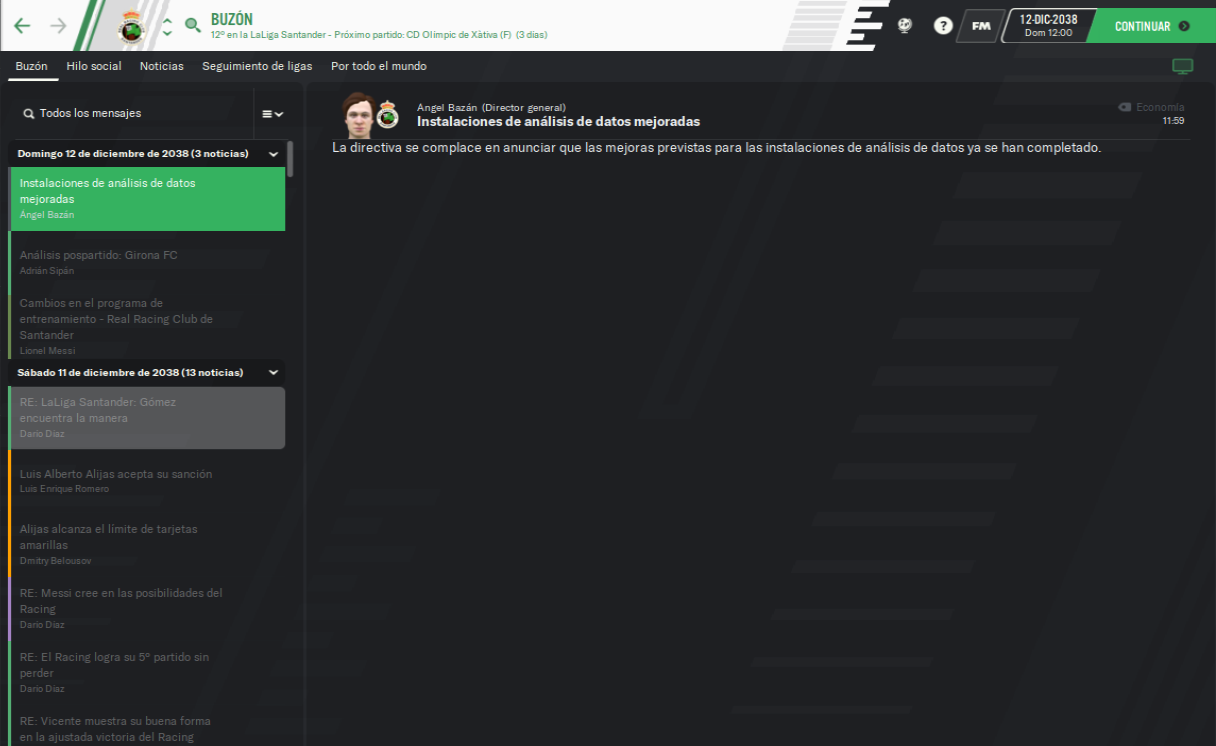 BUZÓN
12º en la LaLiga Santander - Próximo partido: CD Olímpic de Xàtiva (F) (3 días)
?
FM
12-DIC-2038
Dom 12:00
CONTINUAR
Buzón
Hilo social
Noticias
Seguimiento de ligas
Por todo el mundo
Todos los mensajes
Domingo 12 de diciembre de 2038 (3 noticias)
Instalaciones de análisis de datos
mejoradas
Ángel Bazán
Análisis pospartido: Girona FC
Adrián Sipán
Cambios en el programa de
entrenamiento - Real Racing Club de
Santander
Lionel Messi
Sábado 11 de diciembre de 2038 (13 noticias)
RE: LaLiga Santander: Gómez
encuentra la manera
Darío Díaz
Luis Alberto Alijas acepta su sanción
Luis Enrique Romero
Alijas alcanza el límite de tarjetas
amarillas
Dmitry Belousov
RE: Messi cree en las posibilidades del
Racing
Darío Díaz
RE: El Racing logra su 5º partido sin
perder
Darío Díaz
RE: Vicente muestra su buena forma
en la ajustada victoria del Racing
Ángel Bazán (Director general)
Instalaciones de análisis de datos mejoradas
Economía
11:59
La directiva se complace en anunciar que las mejoras previstas para las instalaciones de análisis de datos ya se han completado.